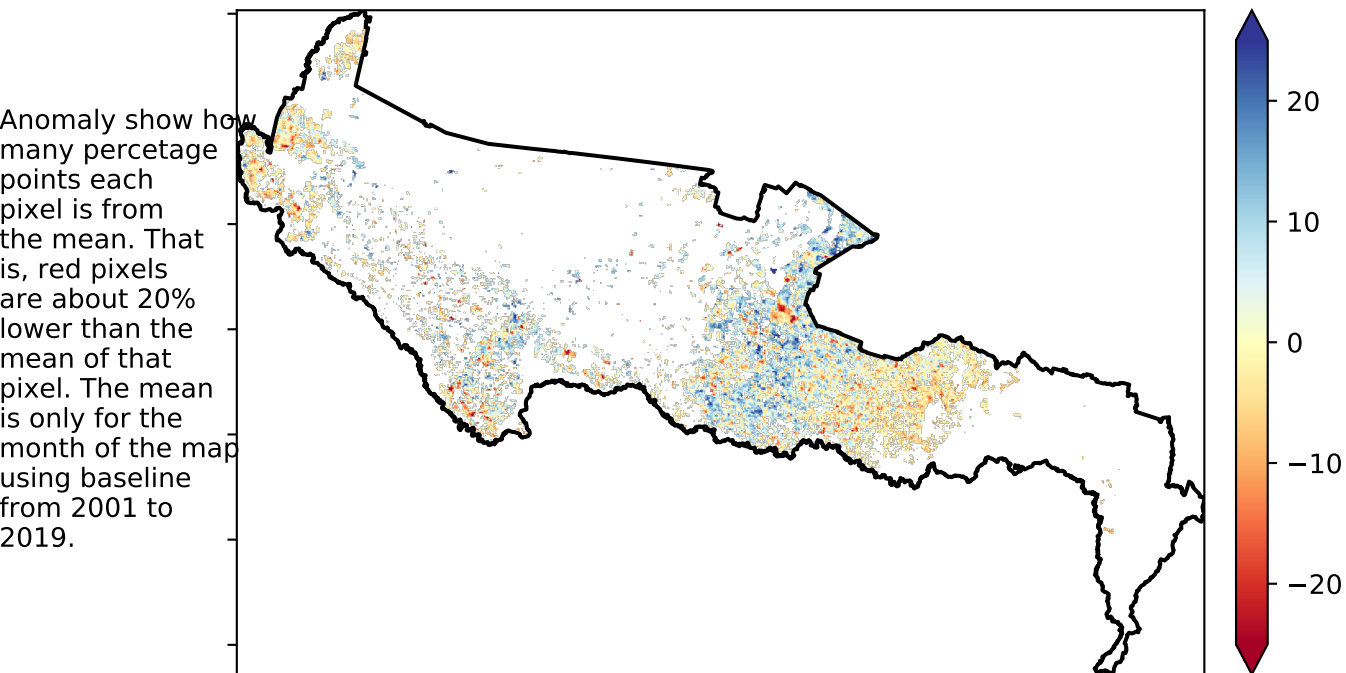 Anomaly show how
many percetage
points each
pixel is from
the mean. That
is, red pixels
are about 20%
lower than the
mean of that
pixel. The mean
is only for the
month of the map
using baseline
from 2001 to
2019.
20
10
0
−10
−20